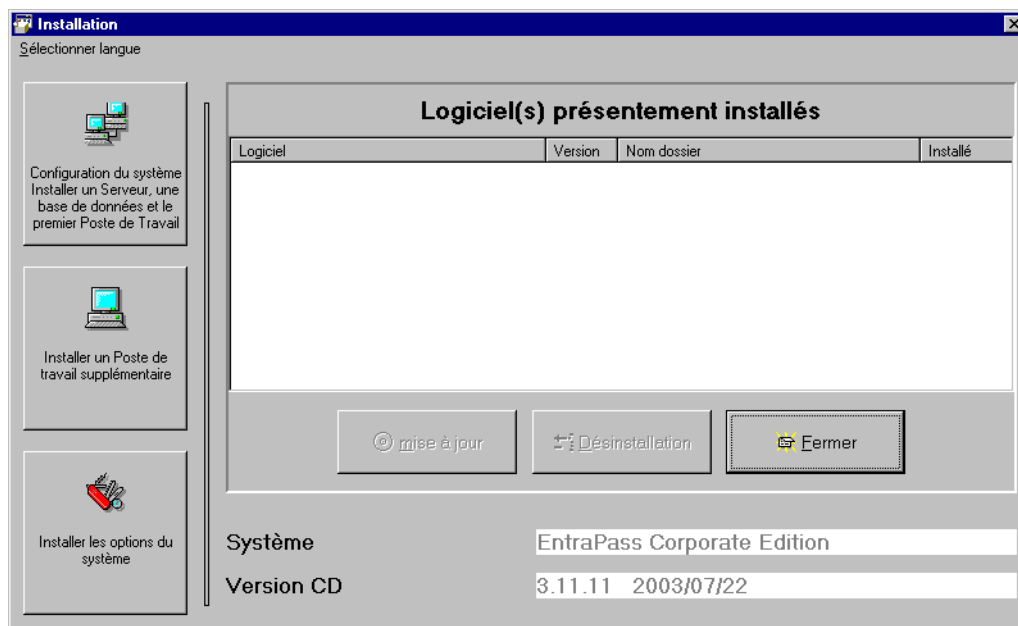 Installation
Sélectionner langue
Configuration du système
Installer un Serveur, une
base de données et le
premier Poste de Travail
Installer un Poste de
travail supplémentaire
Installer les options du
système
Logiciel(s) présentement installés
Logiciel Version Nom dossier Installé
mise à jour Désinstallation Fermer
Système EntraPass Corporate Edition
Version CD 3.11.11 2003/07/22